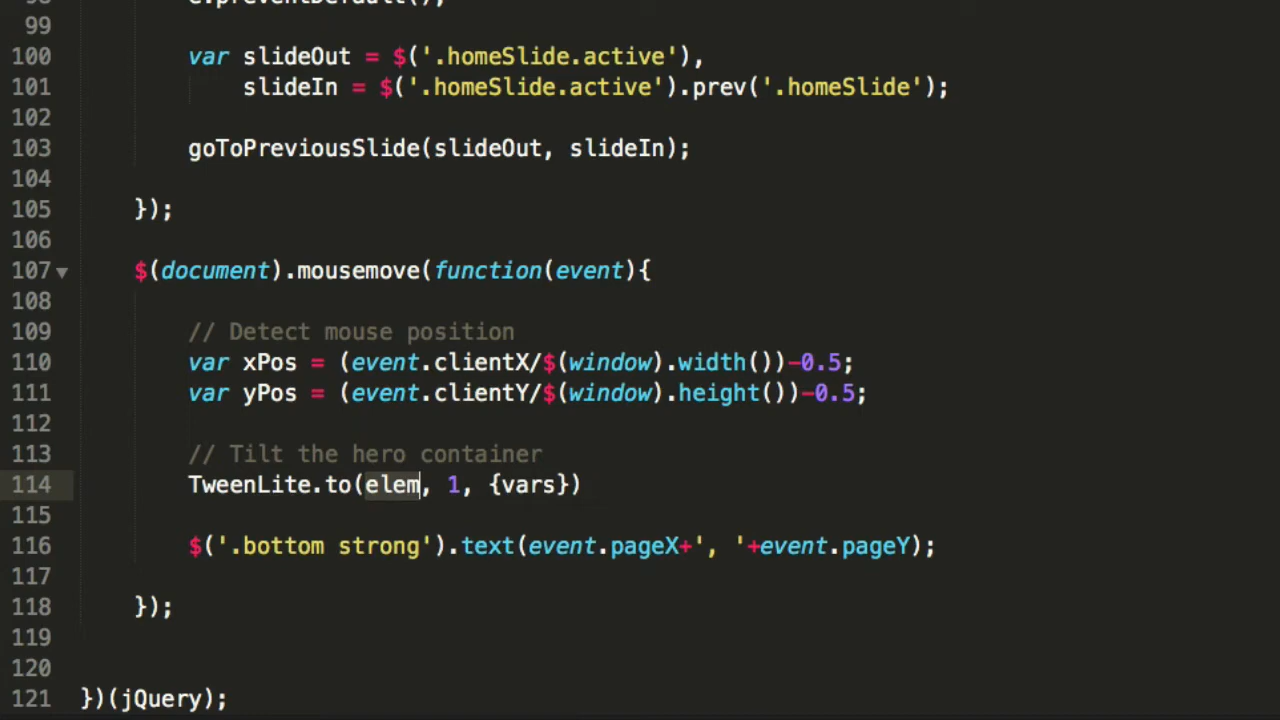 98 e.preventDefault();
99
100 var slideOut = $('.homeSlide.active'),
101 slideIn = $('.homeSlide.active').prev('.homeSlide');
102
103 goToPreviousSlide(slideOut, slideIn);
104
105 });
106
107 $(document).mousemove(function(event){
108
109 // Detect mouse position
110 var xPos = (event.clientX/$(window).width())-0.5;
111 var yPos = (event.clientY/$(window).height())-0.5;
112
113 // Tilt the hero container
114 TweenLite.to(elem, 1, {vars})
115
116 $('.bottom strong').text(event.pageX+', '+event.pageY);
117
118 });
119
120
121 })(jQuery);